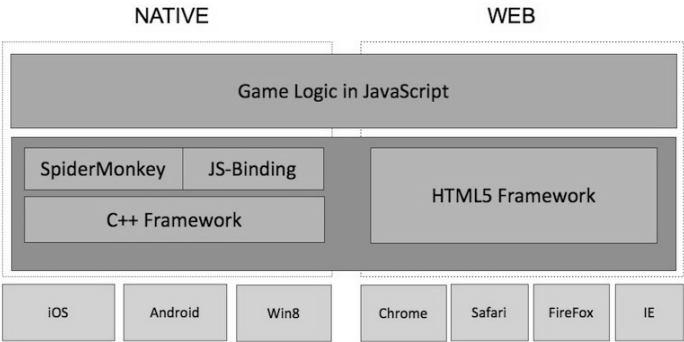 NATIVE
WEB
Game Logic in JavaScript
SpiderMonkey
JS-Binding
C++ Framework
HTML5 Framework
iOS
Android
Win8
Chrome
Safari
FireFox
IE